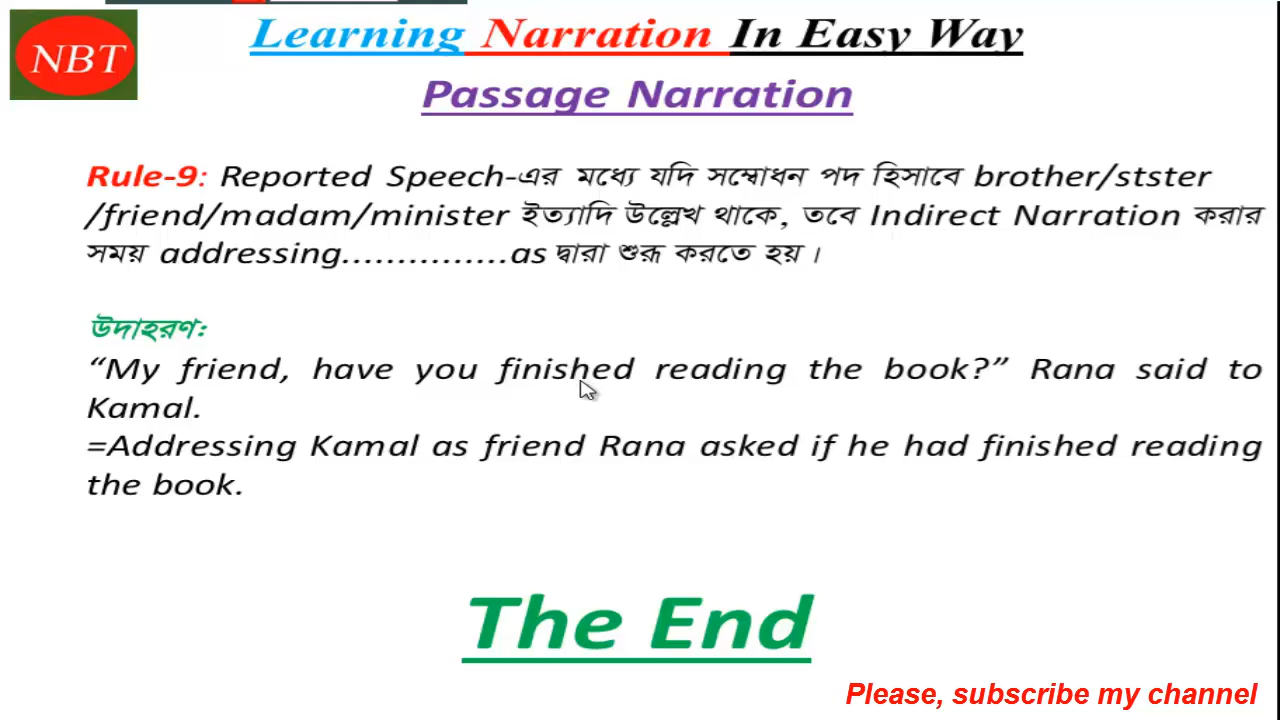 NBT
Learning Narration In Easy Way
Passage Narration
Rule-9: Reported Speech-এর মধ্যে যদি সম্বোধন পদ হিসাবে brother/stster
/friend/madam/minister ইত্যাদি উল্লেখ থাকে, তবে Indirect Narration করার
সময় addressing...............as দ্বারা শুরু করতে হয় ।
উদাহরণ:
“My friend, have you finished reading the book?” Rana said to
Kamal.
=Addressing Kamal as friend Rana asked if he had finished reading
the book.
The End
Please, subscribe my channel